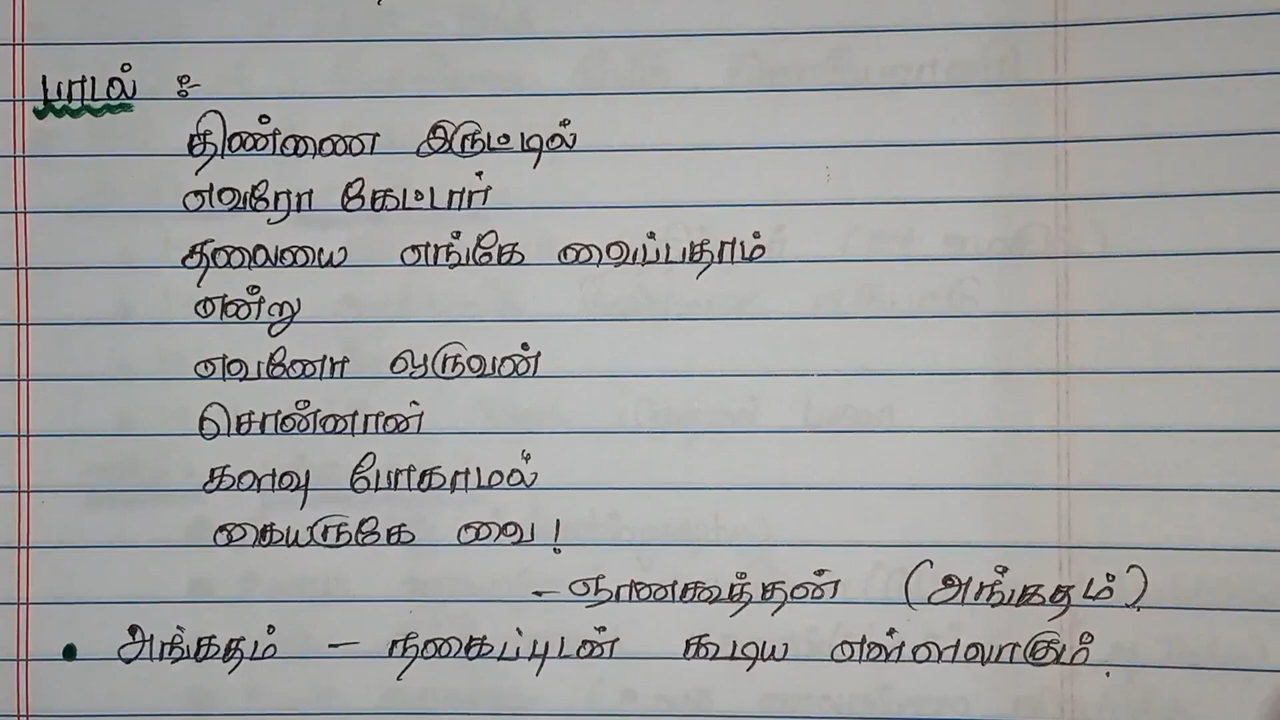 பாடல் :-
திண்ணை இருட்டில்
எவரோ கேட்டார்
தலையை எங்கே வைப்பதாம்
என்று
எவனோ ஒருவன்
சொன்னான்
களவு போகாமல்
கையருகே வை!
- ஞானகூத்தன் (அங்கதம்)
• அங்கதம் - நகைப்புடன் கூடிய எள்ளலாகும்.